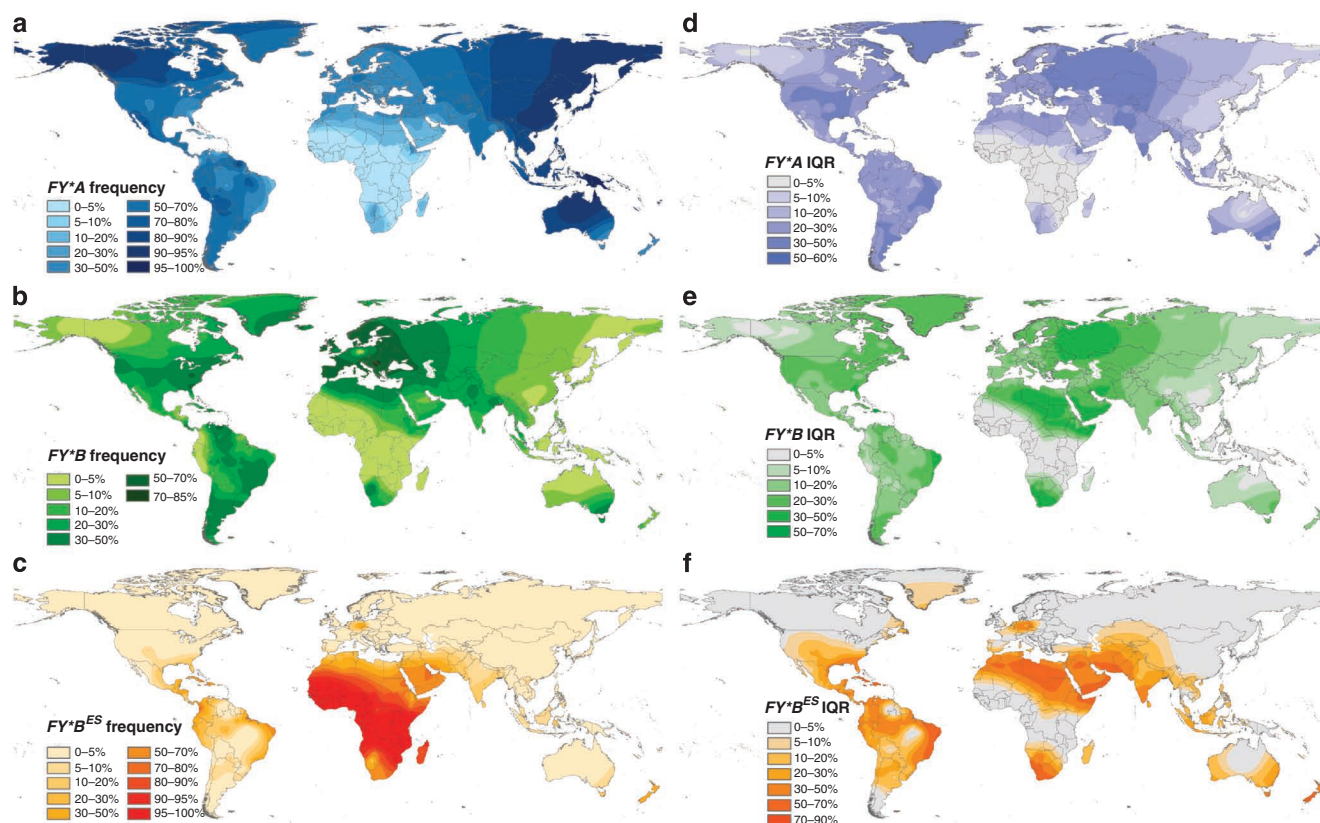 a
FY*A frequency
0–5% 50–70%
5–10% 70–80%
10–20% 80–90%
20–30% 90–95%
30–50% 95–100%
b
FY*B frequency
0–5% 50–70%
5–10% 70–85%
10–20%
20–30%
30–50%
c
FY*B^ES frequency
0–5% 50–70%
5–10% 70–80%
10–20% 80–90%
20–30% 90–95%
30–50% 95–100%
d
FY*A IQR
0–5%
5–10%
10–20%
20–30%
30–50%
50–60%
e
FY*B IQR
0–5%
5–10%
10–20%
20–30%
30–50%
50–70%
f
FY*B^ES IQR
0–5%
5–10%
10–20%
20–30%
30–50%
50–70%
70–90%